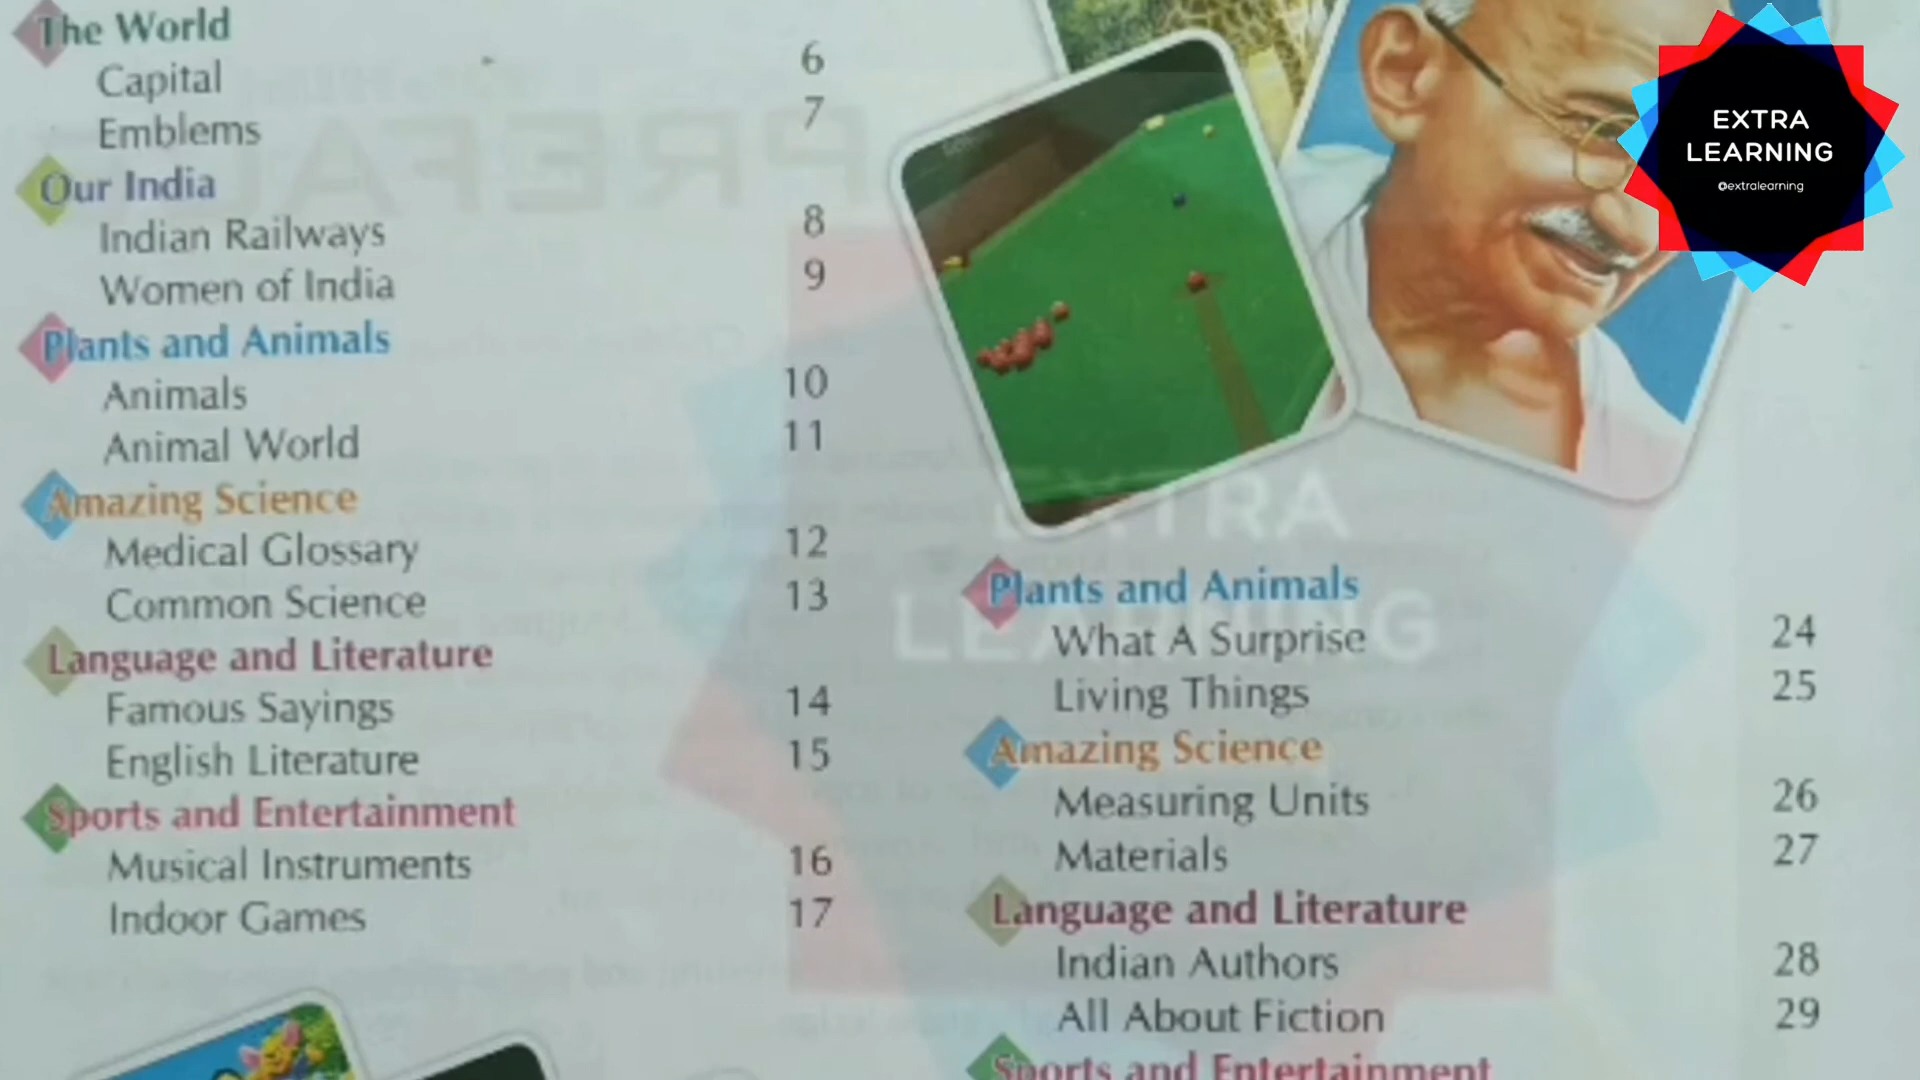 The World
Capital 6
Emblems 7
Our India
Indian Railways 8
Women of India 9
Plants and Animals
Animals 10
Animal World 11
Amazing Science
Medical Glossary 12
Common Science 13
Language and Literature
Famous Sayings 14
English Literature 15
Sports and Entertainment
Musical Instruments 16
Indoor Games 17
Plants and Animals
What A Surprise 24
Living Things 25
Amazing Science
Measuring Units 26
Materials 27
Language and Literature
Indian Authors 28
All About Fiction 29
Sports and Entertainment
EXTRA
LEARNING
@extralearning
EXTRA
LEARNING